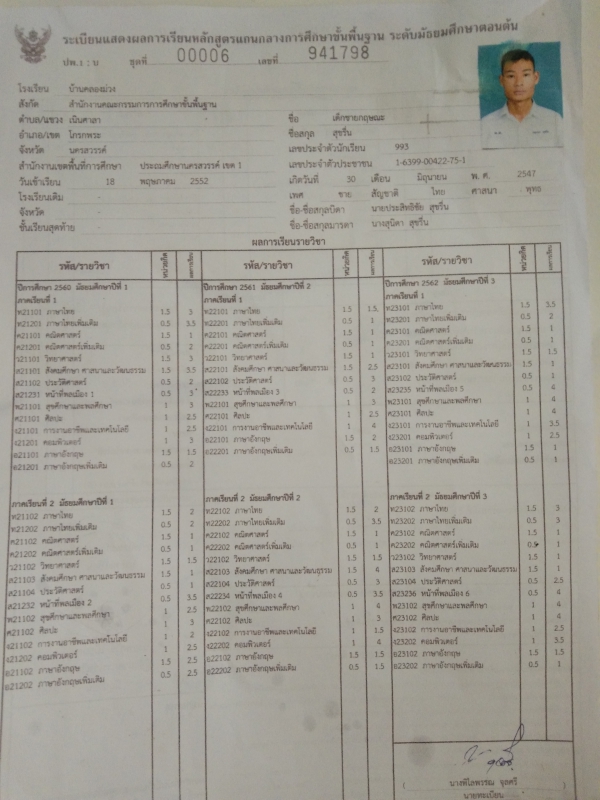 ระเบียนแสดงผลการเรียนหลักสูตรแกนกลางการศึกษาขั้นพื้นฐาน ระดับมัธยมศึกษาตอนต้น
ปพ.1 : บ ชุดที่ 00006 เลขที่ 941798
โรงเรียน บ้านคลองม่วง
สังกัด สำนักงานคณะกรรมการการศึกษาขั้นพื้นฐาน
ตำบล/แขวง เนินศาลา
อำเภอ/เขต โกรกพระ
จังหวัด นครสวรรค์
สำนักงานเขตพื้นที่การศึกษา ประถมศึกษานครสวรรค์ เขต 1
วันเข้าเรียน 18 พฤษภาคม 2552
โรงเรียนเดิม
จังหวัด
ชั้นเรียนสุดท้าย
ชื่อ เด็กชายกฤษณะ
ชื่อสกุล สุขรื่น
เลขประจำตัวนักเรียน 993
เลขประจำตัวประชาชน 1-6399-00422-75-1
เกิดวันที่ 30 เดือน มิถุนายน พ.ศ. 2547
เพศ ชาย สัญชาติ ไทย ศาสนา พุทธ
ชื่อ-ชื่อสกุลบิดา นายประสิทธิชัย สุขรื่น
ชื่อ-ชื่อสกุลมารดา นางสุนิดา สุขรื่น
ผลการเรียนรายวิชา
รหัส/รายวิชา หน่วยกิต ผลการเรียน
ปีการศึกษา 2560 มัธยมศึกษาปีที่ 1
ภาคเรียนที่ 1
ท21101 ภาษาไทย 1.5 3
ท21201 ภาษาไทยเพิ่มเติม 0.5 3.5
ค21101 คณิตศาสตร์ 1.5 1
ค21201 คณิตศาสตร์เพิ่มเติม 0.5 2
ว21101 วิทยาศาสตร์ 1.5 3
ส21101 สังคมศึกษา ศาสนาและวัฒนธรรม 1.5 3.5
ส21102 ประวัติศาสตร์ 0.5 2
ส21231 หน้าที่พลเมือง 1 0.5 3
พ21101 สุขศึกษาและพลศึกษา 1 3
ศ21101 ศิลปะ 1 2.5
ง21101 การงานอาชีพและเทคโนโลยี 1 2.5
ง21201 คอมพิวเตอร์ 1 3
อ21101 ภาษาอังกฤษ 1.5 1.5
อ21201 ภาษาอังกฤษเพิ่มเติม 0.5 2
ภาคเรียนที่ 2 มัธยมศึกษาปีที่ 1
ท21102 ภาษาไทย 1.5 2
ท21202 ภาษาไทยเพิ่มเติม 0.5 2
ค21102 คณิตศาสตร์ 1.5 1
ค21202 คณิตศาสตร์เพิ่มเติม 0.5 1
ว21102 วิทยาศาสตร์ 1.5 1.5
ส21103 สังคมศึกษา ศาสนาและวัฒนธรรม 1.5 1
ส21104 ประวัติศาสตร์ 0.5 1
ส21232 หน้าที่พลเมือง 2 0.5 3.5
พ21102 สุขศึกษาและพลศึกษา 1 2.5
ศ21102 ศิลปะ 1 3
ง21102 การงานอาชีพและเทคโนโลยี 1 2
ง21202 คอมพิวเตอร์ 1 2.5
อ21102 ภาษาอังกฤษ 1.5 2.5
อ21202 ภาษาอังกฤษเพิ่มเติม 0.5 2.5
รหัส/รายวิชา หน่วยกิต ผลการเรียน
ปีการศึกษา 2561 มัธยมศึกษาปีที่ 2
ภาคเรียนที่ 1
ท22101 ภาษาไทย 1.5 1.5
ท22201 ภาษาไทยเพิ่มเติม 0.5 1
ค22101 คณิตศาสตร์ 1.5 1
ค22201 คณิตศาสตร์เพิ่มเติม 0.5 1
ว22101 วิทยาศาสตร์ 1.5 1
ส22101 สังคมศึกษา ศาสนาและวัฒนธรรม 1.5 2.5
ส22102 ประวัติศาสตร์ 0.5 3
ส22233 หน้าที่พลเมือง 3 0.5 2
พ22101 สุขศึกษาและพลศึกษา 1 3
ศ22101 ศิลปะ 1 2.5
ง22101 การงานอาชีพและเทคโนโลยี 1 4
อ22101 ภาษาอังกฤษ 1.5 2
อ22201 ภาษาอังกฤษเพิ่มเติม 0.5 1.5
ภาคเรียนที่ 2 มัธยมศึกษาปีที่ 2
ท22102 ภาษาไทย 1.5 2
ท22202 ภาษาไทยเพิ่มเติม 0.5 3.5
ค22102 คณิตศาสตร์ 1.5 1
ค22202 คณิตศาสตร์เพิ่มเติม 0.5 1
ว22102 วิทยาศาสตร์ 1.5 1.5
ส22103 สังคมศึกษา ศาสนาและวัฒนธรรม 1.5 4
ส22104 ประวัติศาสตร์ 0.5 3
ส22234 หน้าที่พลเมือง 4 0.5 1
พ22102 สุขศึกษาและพลศึกษา 1 4
ศ22102 ศิลปะ 1 3
ง22102 การงานอาชีพและเทคโนโลยี 1 1.5
ง22202 คอมพิวเตอร์ 1 4
อ22102 ภาษาอังกฤษ 1.5 1.5
อ22202 ภาษาอังกฤษเพิ่มเติม 0.5 1.5
รหัส/รายวิชา หน่วยกิต ผลการเรียน
ปีการศึกษา 2562 มัธยมศึกษาปีที่ 3
ภาคเรียนที่ 1
ท23101 ภาษาไทย 1.5 3.5
ท23201 ภาษาไทยเพิ่มเติม 0.5 2
ค23101 คณิตศาสตร์ 1.5 1
ค23201 คณิตศาสตร์เพิ่มเติม 0.5 1
ว23101 วิทยาศาสตร์ 1.5 1.5
ส23101 สังคมศึกษา ศาสนาและวัฒนธรรม 1.5 1
ส23102 ประวัติศาสตร์ 0.5 1
ส23235 หน้าที่พลเมือง 5 0.5 4
พ23101 สุขศึกษาและพลศึกษา 1 4
ศ23101 ศิลปะ 1 4
ง23101 การงานอาชีพและเทคโนโลยี 1 3.5
ง23201 คอมพิวเตอร์ 1 2.5
อ23101 ภาษาอังกฤษ 1.5 1
อ23201 ภาษาอังกฤษเพิ่มเติม 0.5 1
ภาคเรียนที่ 2 มัธยมศึกษาปีที่ 3
ท23102 ภาษาไทย 1.5 3
ท23202 ภาษาไทยเพิ่มเติม 0.5 3
ค23102 คณิตศาสตร์ 1.5 1
ค23202 คณิตศาสตร์เพิ่มเติม 0.5 1
ว23102 วิทยาศาสตร์ 1.5 1
ส23103 สังคมศึกษา ศาสนาและวัฒนธรรม 1.5 1
ส23104 ประวัติศาสตร์ 0.5 2.5
ส23236 หน้าที่พลเมือง 6 0.5 4
พ23102 สุขศึกษาและพลศึกษา 1 4
ศ23102 ศิลปะ 1 4
ง23102 การงานอาชีพและเทคโนโลยี 1 2.5
ง23202 คอมพิวเตอร์ 1 3.5
อ23102 ภาษาอังกฤษ 1.5 1.5
อ23202 ภาษาอังกฤษเพิ่มเติม 0.5 1
นายทะเบียน